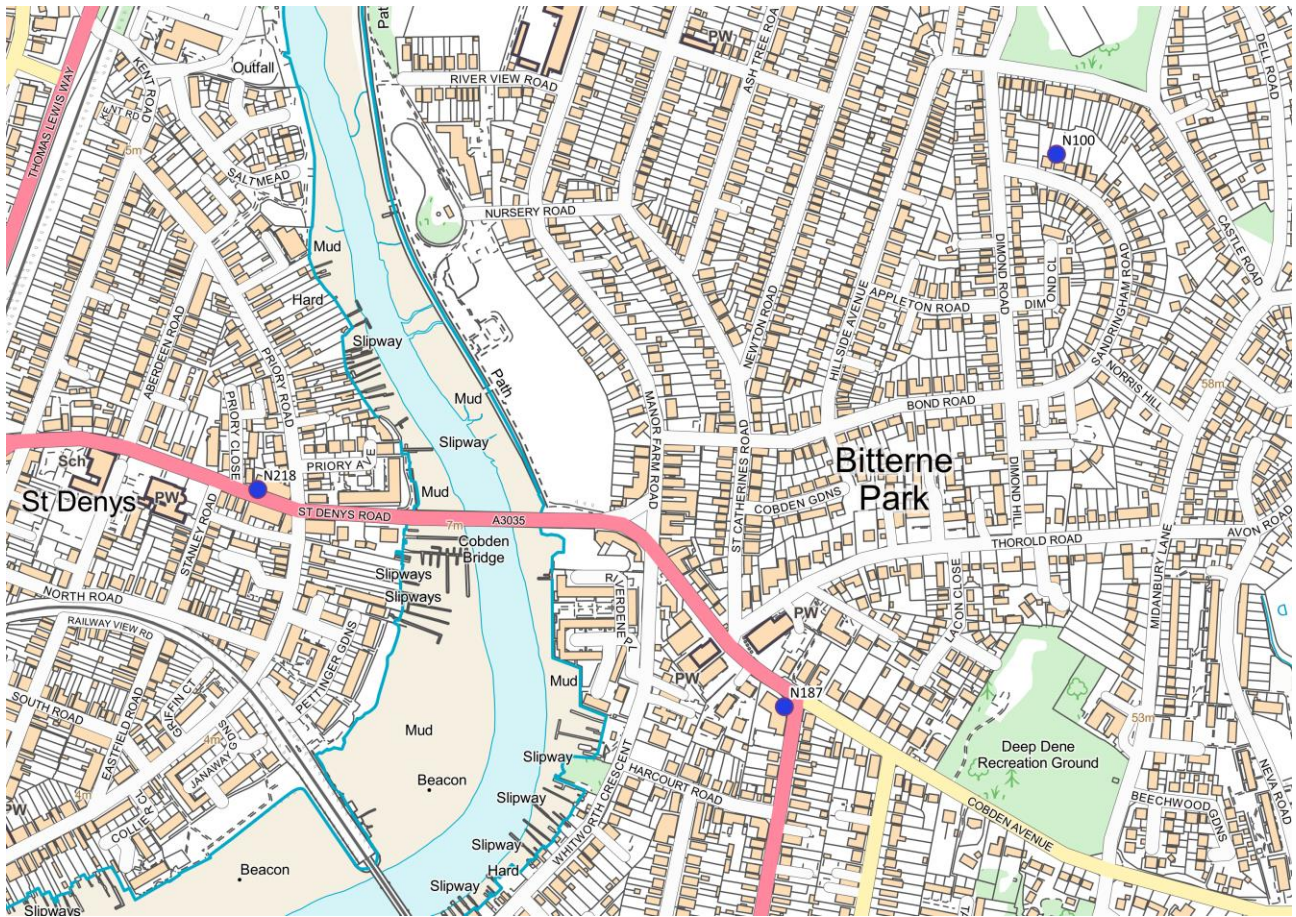 THOMAS LEWIS WAY
KENT ROAD
KENT RD
5m
Outfall
SALTMEAD
Path
RIVER VIEW ROAD
PW
ASH TREE ROAD
DELL ROAD
N100
NURSERY ROAD
Mud
Hard
Slipway
Path
Mud
Slipway
ABERDEEN ROAD
PRIORY ROAD
PRIORY CLOSE
PRIORY AVE
N218
Sch
PW
St Denys
STANLEY ROAD
ST DENYS ROAD
7m
A3035
Mud
Cobden
Bridge
Slipways
Slipways
MANOR FARM ROAD
ST CATHERINES ROAD
NEWTON ROAD
HILLSIDE AVENUE
APPLETON ROAD
DIMOND ROAD
DIMOND CL
SANDRINGHAM ROAD
CASTLE ROAD
NORRIS HILL
58m
BOND ROAD
Bitterne
Park
COBDEN GDNS
DIMOND HILL
THOROLD ROAD
AVON ROAD
LACON CLOSE
MIDANBURY LANE
NORTH ROAD
RAILWAY VIEW RD
PETTINGER GDNS
SOUTH ROAD
EASTFIELD ROAD
JANAWAY GDNS
4m
4m
PW
COLLIER CL
Mud
Beacon
Beacon
Slipways
Mud
Slipway
Slipway
Slipway
Hard
Slipway
WHITWORTH CRESCENT
HARCOURT ROAD
PW
PW
N187
COBDEN AVENUE
Deep Dene
Recreation Ground
53m
BEECHWOOD GDNS
NEVA ROAD